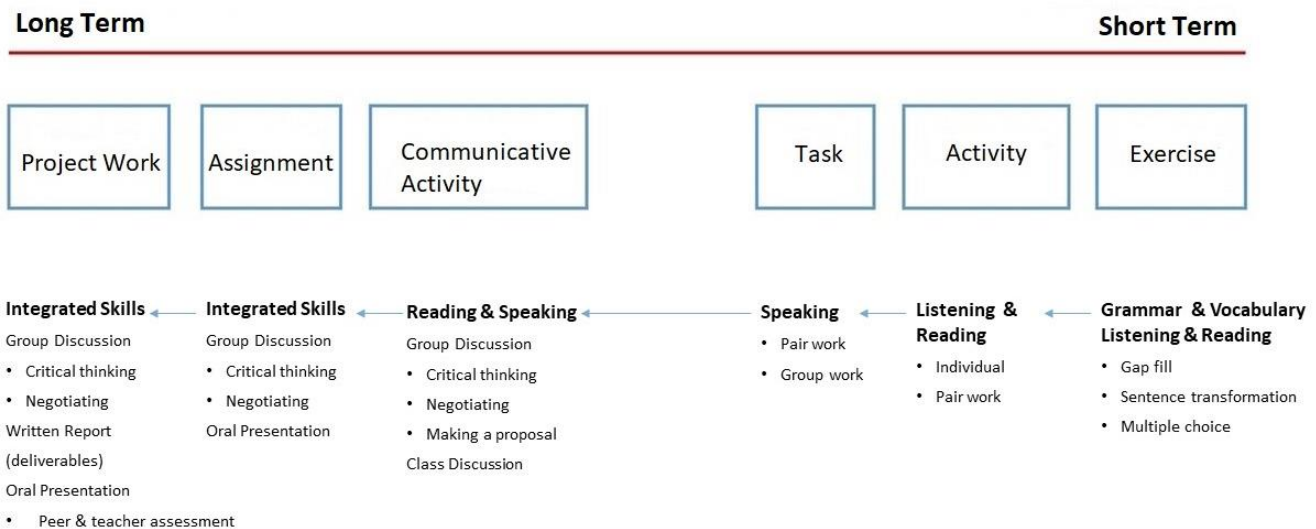 Long Term
Short Term
Project Work
Assignment
Communicative
Activity
Task
Activity
Exercise
Integrated Skills
Group Discussion
• Critical thinking
• Negotiating
Written Report
(deliverables)
Oral Presentation
• Peer & teacher assessment
Integrated Skills
Group Discussion
• Critical thinking
• Negotiating
Oral Presentation
Reading & Speaking
Group Discussion
• Critical thinking
• Negotiating
• Making a proposal
Class Discussion
Speaking
• Pair work
• Group work
Listening &
Reading
• Individual
• Pair work
Grammar & Vocabulary
Listening & Reading
• Gap fill
• Sentence transformation
• Multiple choice